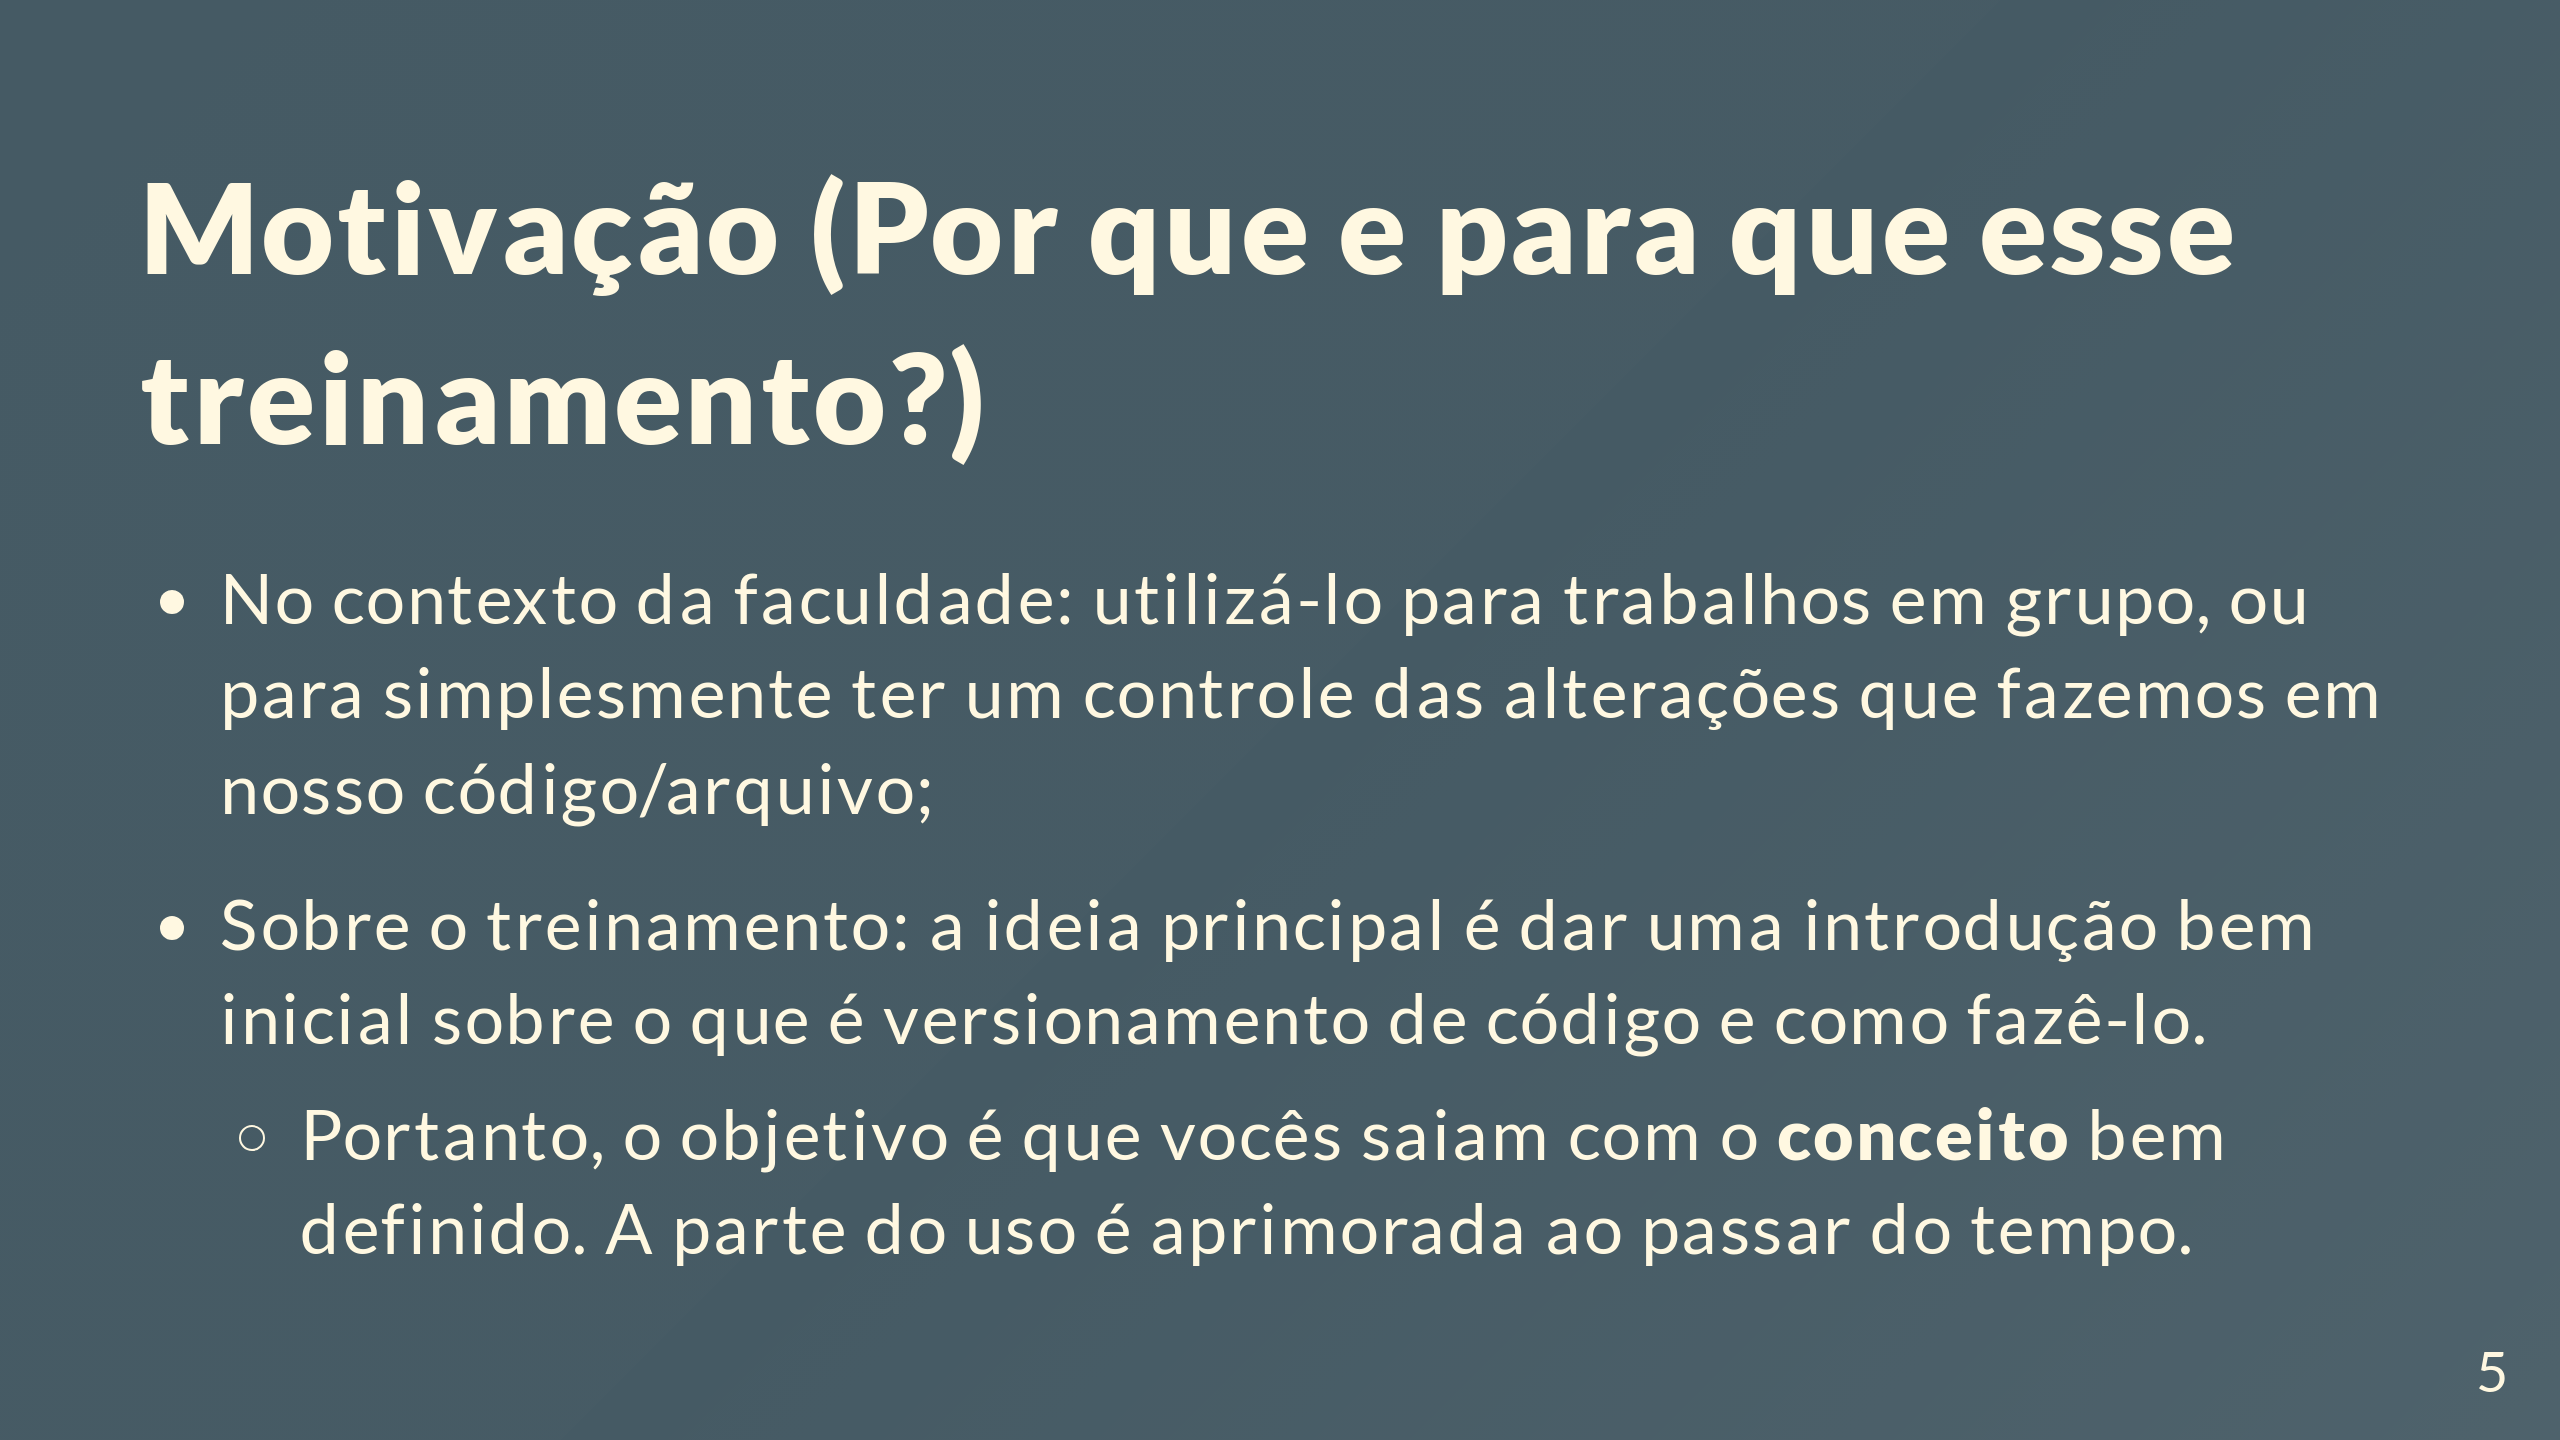 Motivação (Por que e para que esse
treinamento?)
• No contexto da faculdade: utilizá-lo para trabalhos em grupo, ou
para simplesmente ter um controle das alterações que fazemos em
nosso código/arquivo;
• Sobre o treinamento: a ideia principal é dar uma introdução bem
inicial sobre o que é versionamento de código e como fazê-lo.
○ Portanto, o objetivo é que vocês saiam com o conceito bem
definido. A parte do uso é aprimorada ao passar do tempo.
5